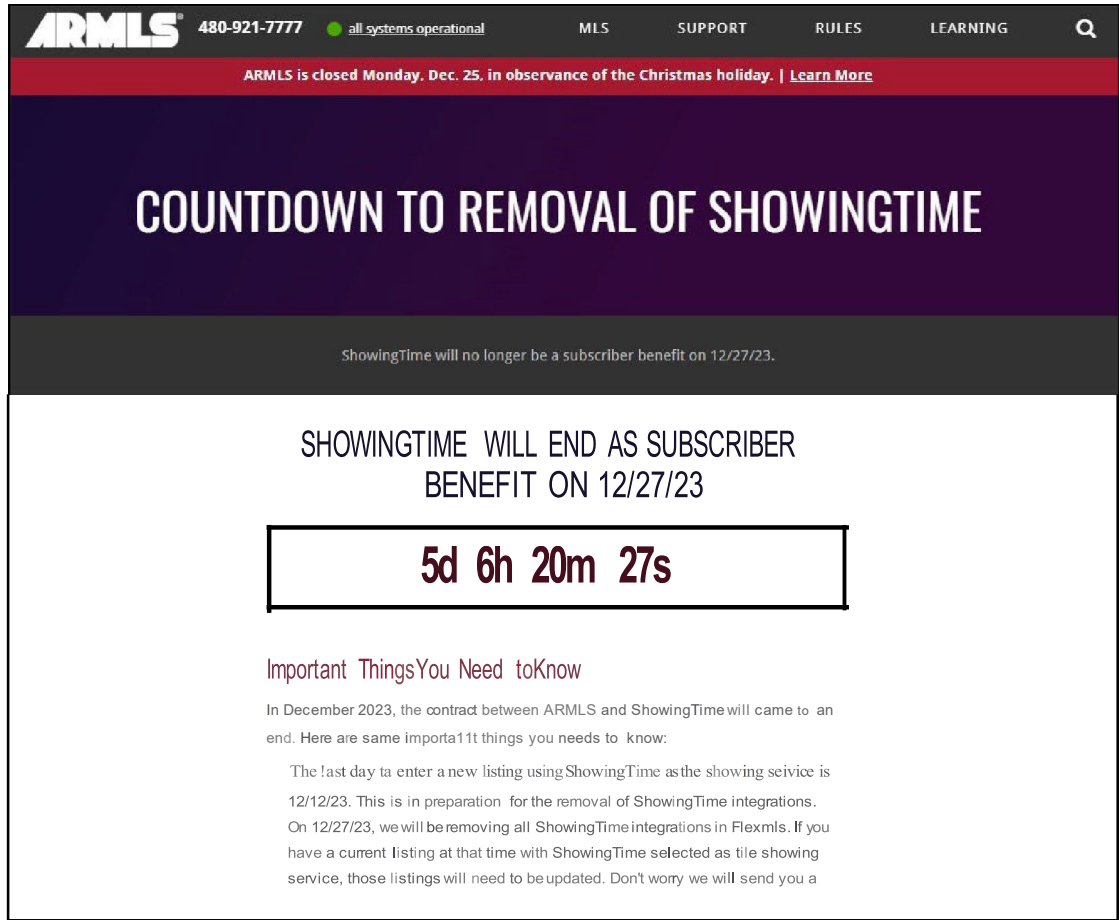 ARMLS® 480-921-7777 all systems operational MLS SUPPORT RULES LEARNING
ARMLS is closed Monday, Dec. 25, in observance of the Christmas holiday. | Learn More
COUNTDOWN TO REMOVAL OF SHOWINGTIME
ShowingTime will no longer be a subscriber benefit on 12/27/23.
SHOWINGTIME WILL END AS SUBSCRIBER
BENEFIT ON 12/27/23
5d 6h 20m 27s
Important ThingsYou Need toKnow
In December 2023, the contract between ARMLS and ShowingTime will came to an
end. Here are same importa11t things you needs to know:
The !ast day ta enter a new listing using ShowingTime asthe showing seivice is
12/12/23. This is in preparation for the removal of ShowingTime integrations.
On 12/27/23, we will be removing all ShowingTime integrations in Flexmls. If you
have a current listing at that time with ShowingTime selected as tile showing
service, those listings will need to be updated. Don't worry we will send you a